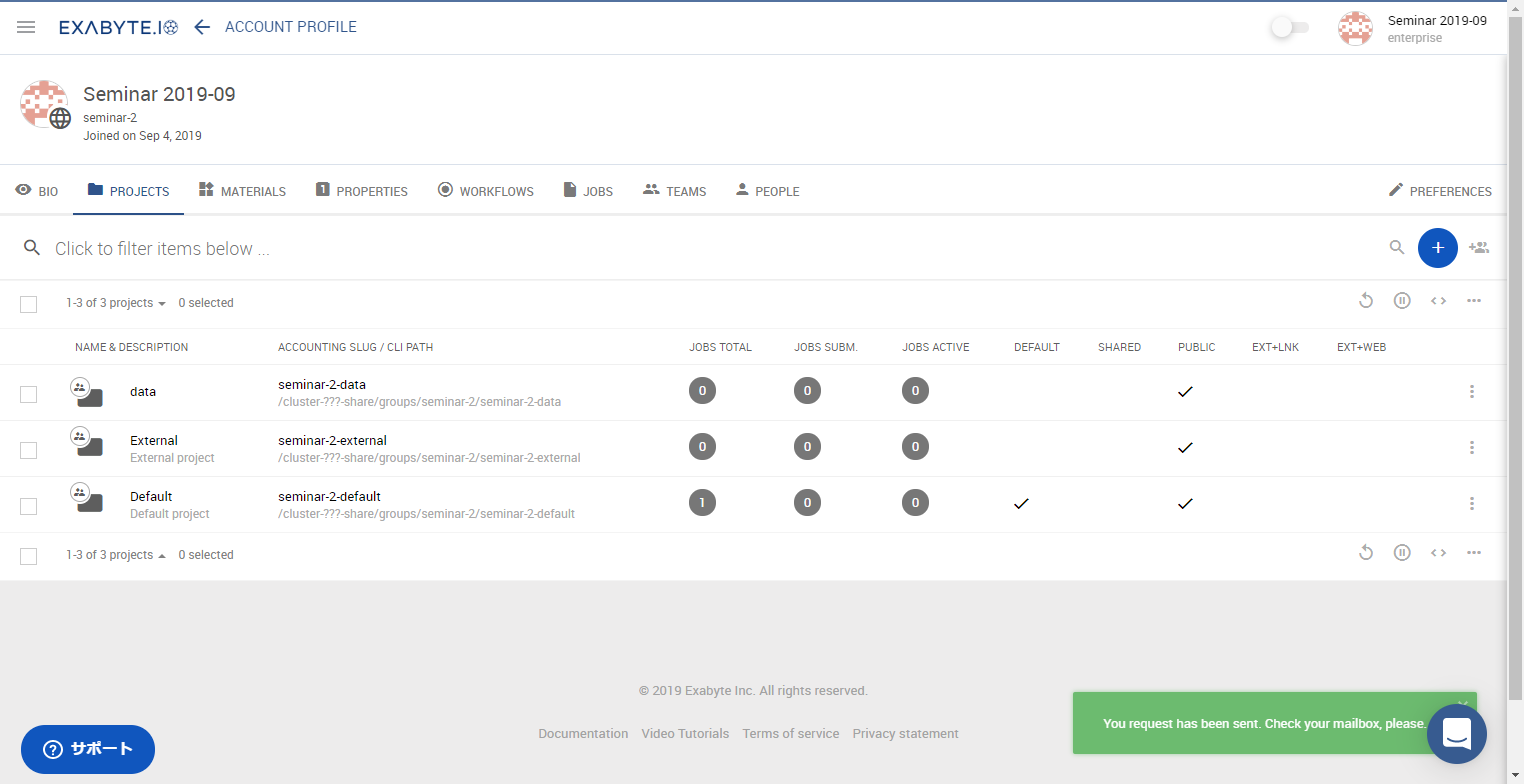 EXABYTE.IO ACCOUNT PROFILE
Seminar 2019-09
enterprise
Seminar 2019-09
seminar-2
Joined on Sep 4, 2019
BIO PROJECTS MATERIALS 1 PROPERTIES WORKFLOWS JOBS TEAMS PEOPLE PREFERENCES
Click to filter items below ...
1-3 of 3 projects 0 selected
NAME & DESCRIPTION ACCOUNTING SLUG / CLI PATH JOBS TOTAL JOBS SUBM. JOBS ACTIVE DEFAULT SHARED PUBLIC EXT+LNK EXT+WEB
data seminar-2-data 0 0 0
/cluster-???-share/groups/seminar-2/seminar-2-data
External seminar-2-external 0 0 0
External project /cluster-???-share/groups/seminar-2/seminar-2-external
Default seminar-2-default 1 0 0
Default project /cluster-???-share/groups/seminar-2/seminar-2-default
1-3 of 3 projects 0 selected
© 2019 Exabyte Inc. All rights reserved.
You request has been sent. Check your mailbox, please.
Documentation Video Tutorials Terms of service Privacy statement
サポート